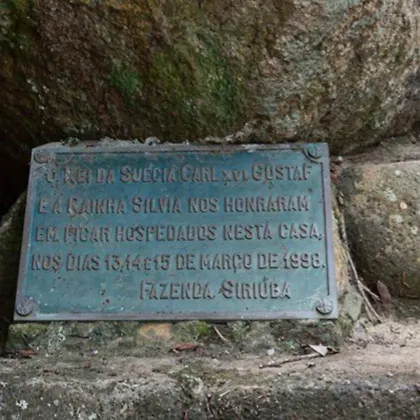 O REI DA SUÉCIA CARL XVI GUSTAF
E A RAINHA SILVIA NOS HONRARAM
EM FICAR HOSPEDADOS NESTA CASA,
NOS DIAS 13,14 E 15 DE MARÇO DE 1998.
FAZENDA SIRIÚBA